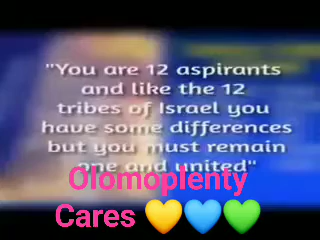 "You are 12 aspirants
and like the 12
tribes of Israel you
have some differences
but you must remain
one and united"
Olomoplenty
Cares 💛💙💚